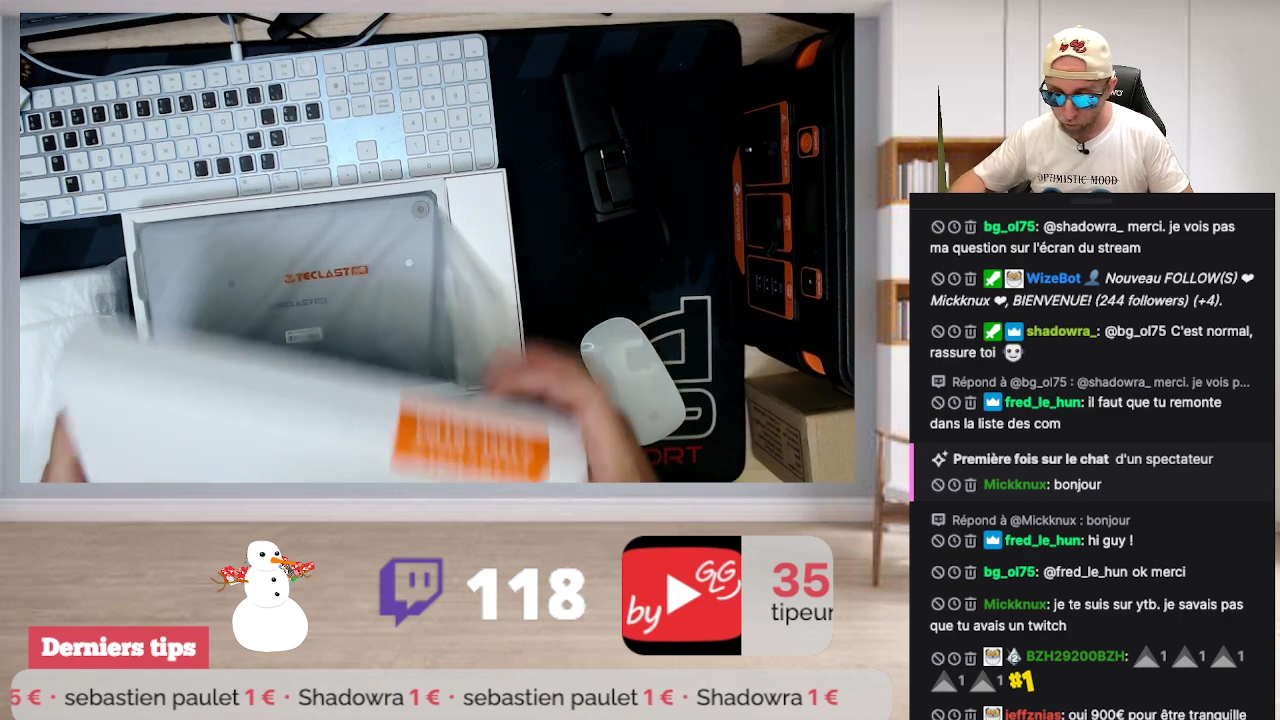 TECLAST
TECLAST
OPTIMISTIC MOOD
RT
bg_ol75: @shadowra_ merci. je vois pas
ma question sur l'écran du stream
WizeBot Nouveau FOLLOW(S) ❤
Mickknux ❤, BIENVENUE! (244 followers) (+4).
shadowra_: @bg_ol75 C'est normal,
rassure toi
Répond à @bg_ol75 : @shadowra_ merci. je vois p...
fred_le_hun: il faut que tu remonte
dans la liste des com
Première fois sur le chat d'un spectateur
Mickknux: bonjour
Répond à @Mickknux : bonjour
fred_le_hun: hi guy !
bg_ol75: @fred_le_hun ok merci
Mickknux: je te suis sur ytb. je savais pas
que tu avais un twitch
BZH29200BZH: 1 1 1
1 1 #1
jeffznias: oui 900€ pour être tranquille
118
by GLG
35
tipeur
Derniers tips
5 € · sebastien paulet 1 € · Shadowra 1 € · sebastien paulet 1 € · Shadowra 1 €